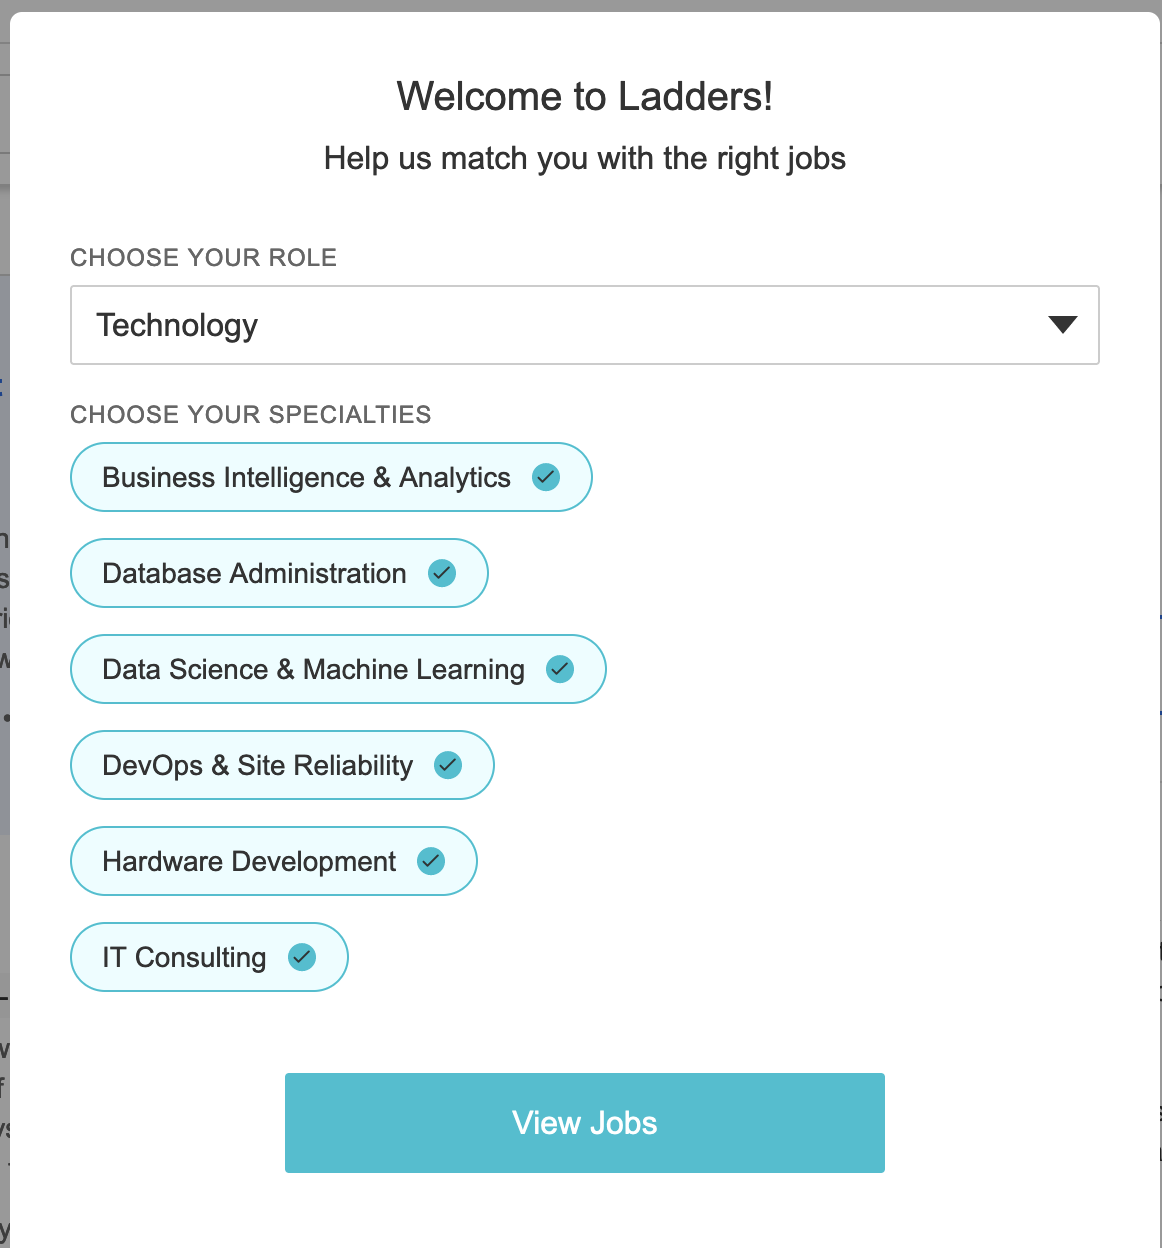 Welcome to Ladders!
Help us match you with the right jobs
CHOOSE YOUR ROLE
Technology
CHOOSE YOUR SPECIALTIES
Business Intelligence & Analytics
Database Administration
Data Science & Machine Learning
DevOps & Site Reliability
Hardware Development
IT Consulting
View Jobs